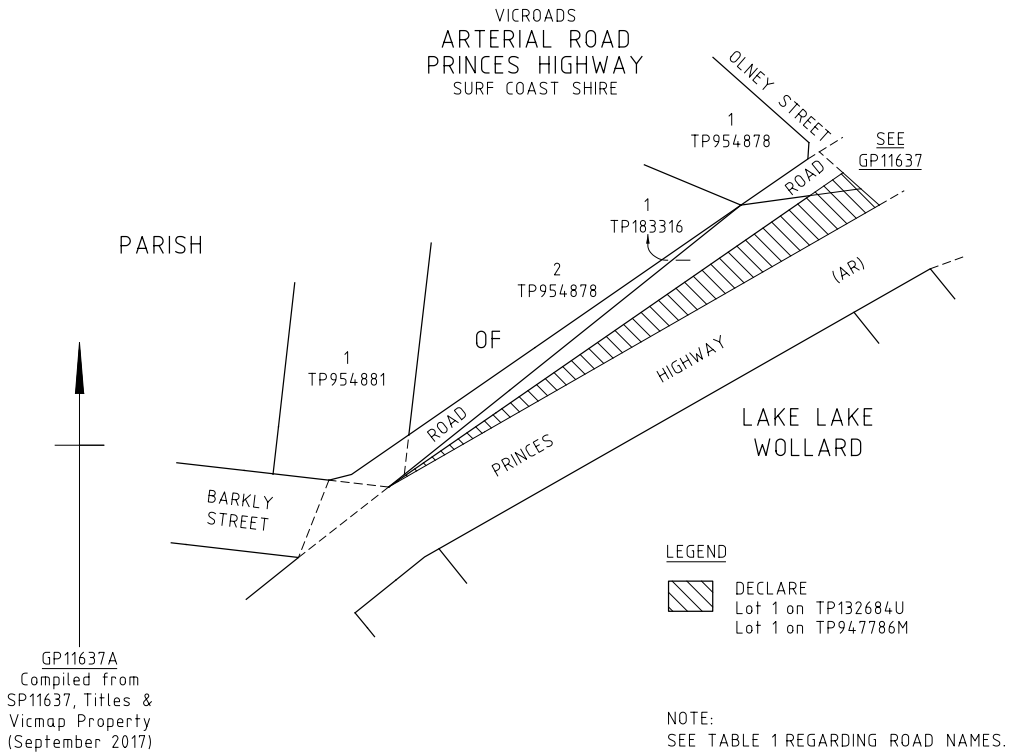 VICROADS
ARTERIAL ROAD
PRINCES HIGHWAY
SURF COAST SHIRE
OLNEY STREET
1
TP954878
SEE
GP11637
ROAD
1
TP183316
PARISH
2
TP954878
(AR)
OF
1
TP954881
HIGHWAY
ROAD
PRINCES
LAKE LAKE
WOLLARD
BARKLY
STREET
LEGEND
DECLARE
Lot 1 on TP132684U
Lot 1 on TP947786M
GP11637A
Compiled from
SP11637, Titles &
Vicmap Property
(September 2017)
NOTE:
SEE TABLE 1 REGARDING ROAD NAMES.